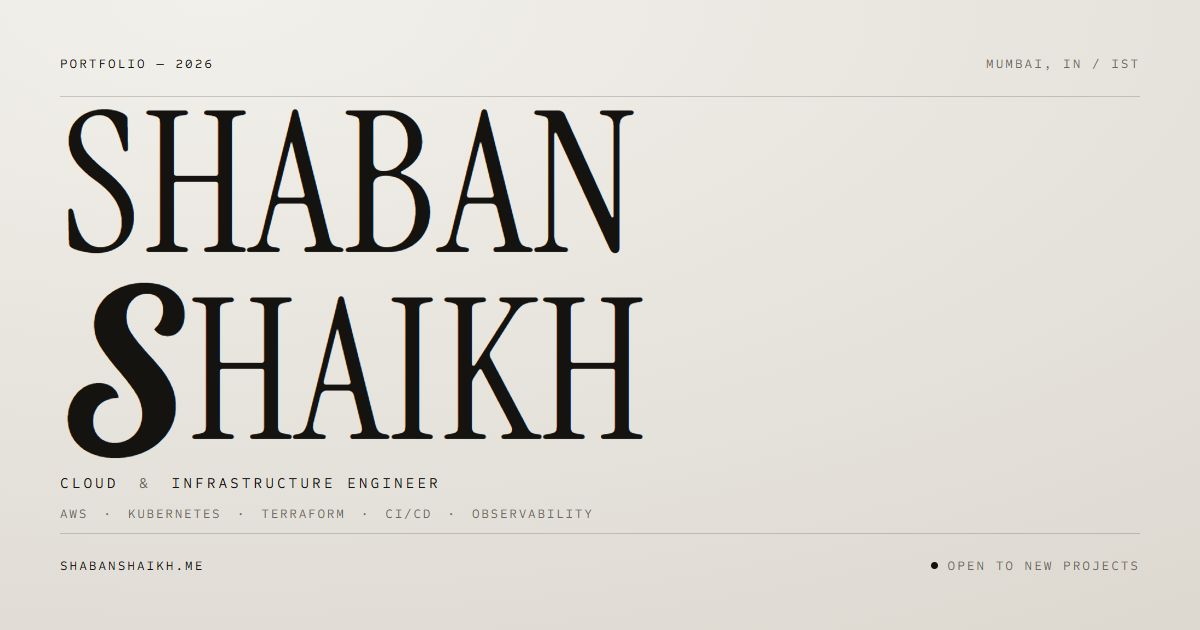 PORTFOLIO — 2026
MUMBAI, IN / IST
SHABAN
SHAIKH
CLOUD & INFRASTRUCTURE ENGINEER
AWS · KUBERNETES · TERRAFORM · CI/CD · OBSERVABILITY
SHABANSHAIKH.ME
● OPEN TO NEW PROJECTS